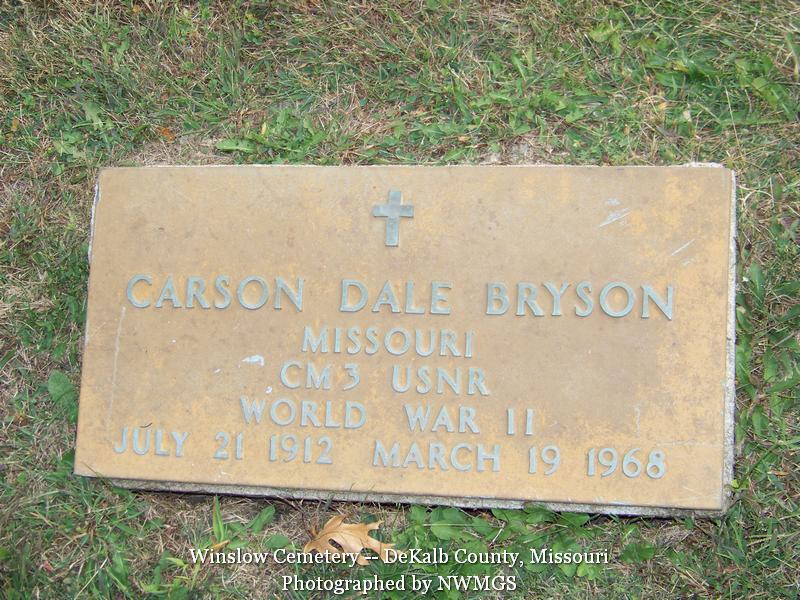 CARSON DALE BRYSON
MISSOURI
CM3 USNR
WORLD WAR II
JULY 21 1912 MARCH 19 1968
Winslow Cemetery -- DeKalb County, Missouri
Photographed by NWMGS